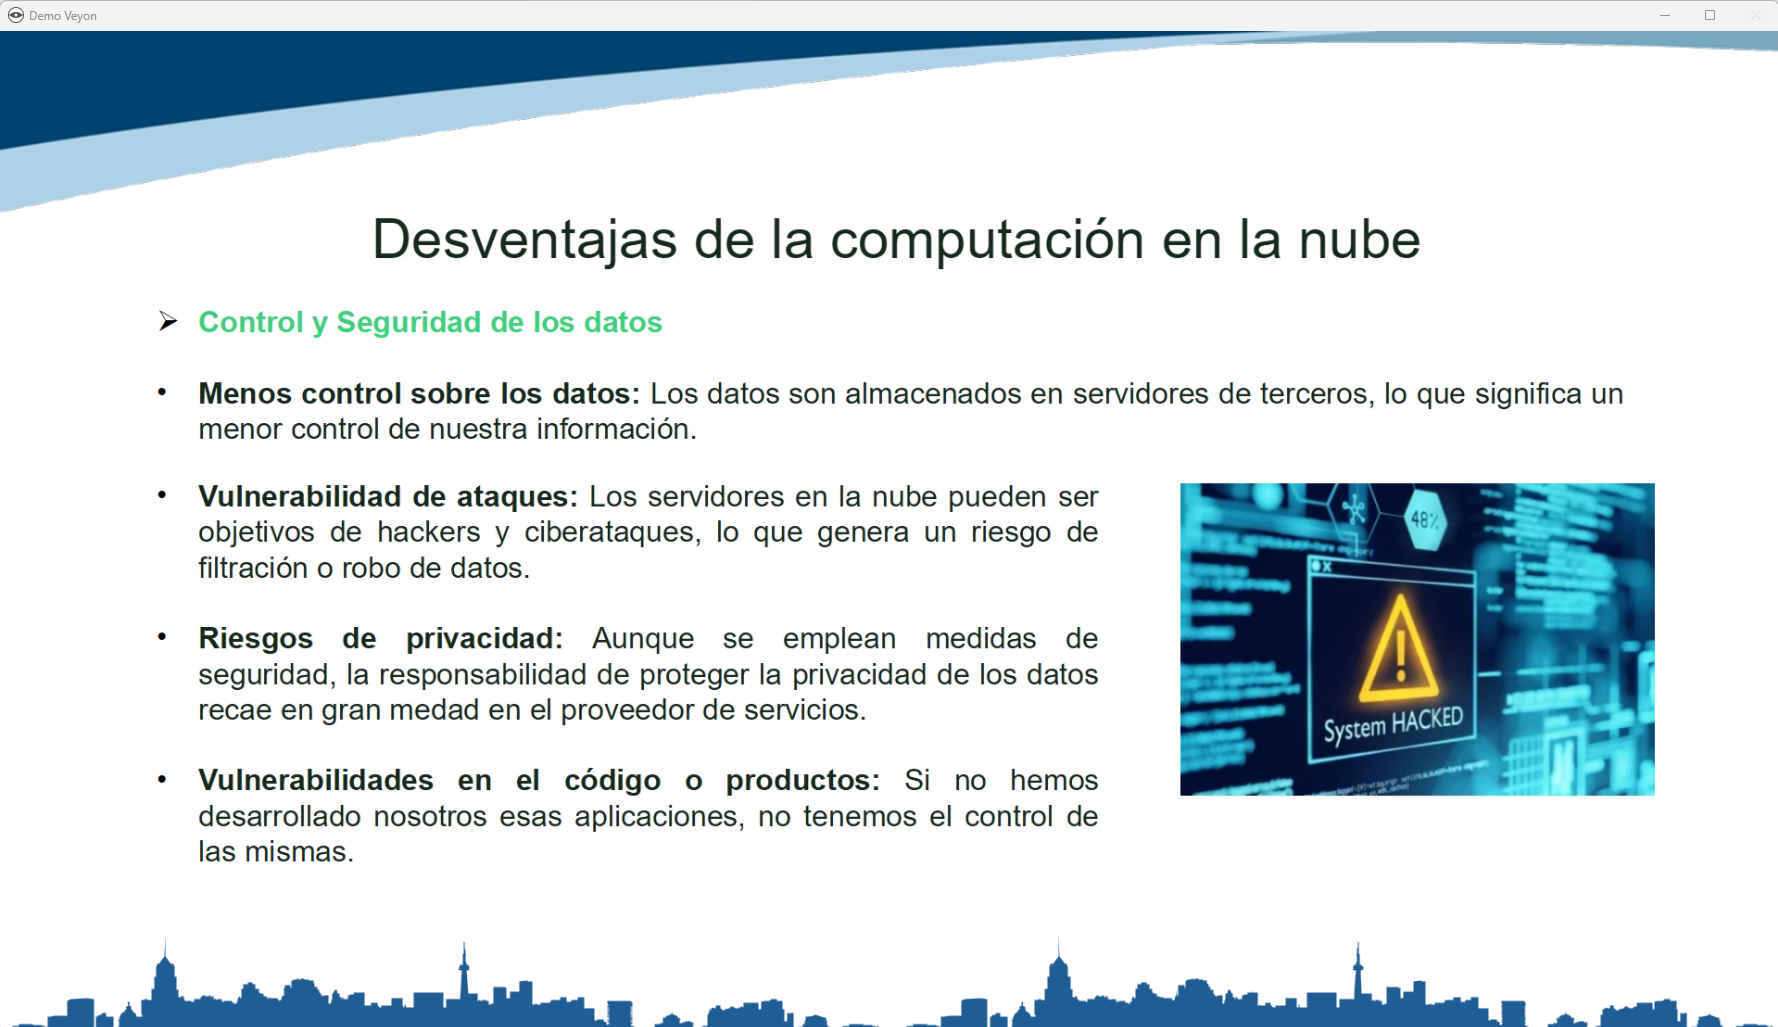 Demo Veyon
Desventajas de la computación en la nube
➢ Control y Seguridad de los datos
• Menos control sobre los datos: Los datos son almacenados en servidores de terceros, lo que significa un
menor control de nuestra información.
• Vulnerabilidad de ataques: Los servidores en la nube pueden ser
objetivos de hackers y ciberataques, lo que genera un riesgo de
filtración o robo de datos.
• Riesgos de privacidad: Aunque se emplean medidas de
seguridad, la responsabilidad de proteger la privacidad de los datos
recae en gran medad en el proveedor de servicios.
• Vulnerabilidades en el código o productos: Si no hemos
desarrollado nosotros esas aplicaciones, no tenemos el control de
las mismas.
48%
System HACKED